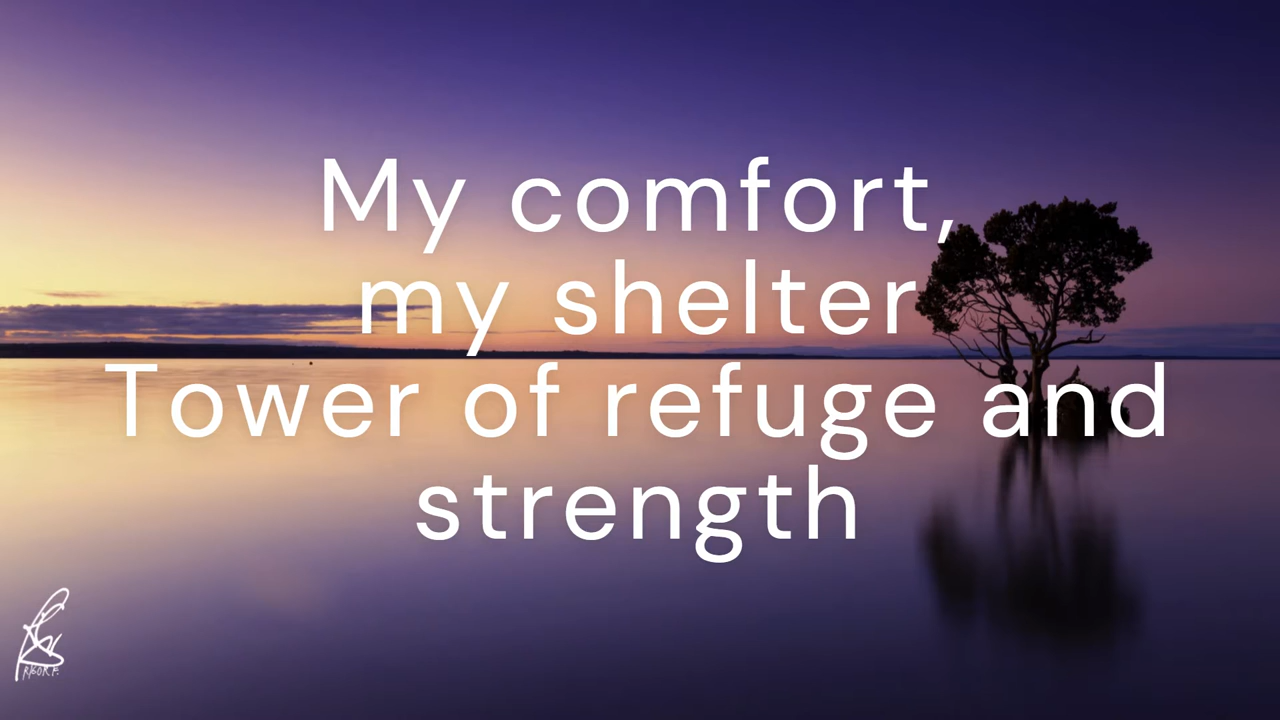 My comfort,
my shelter
Tower of refuge and
strength